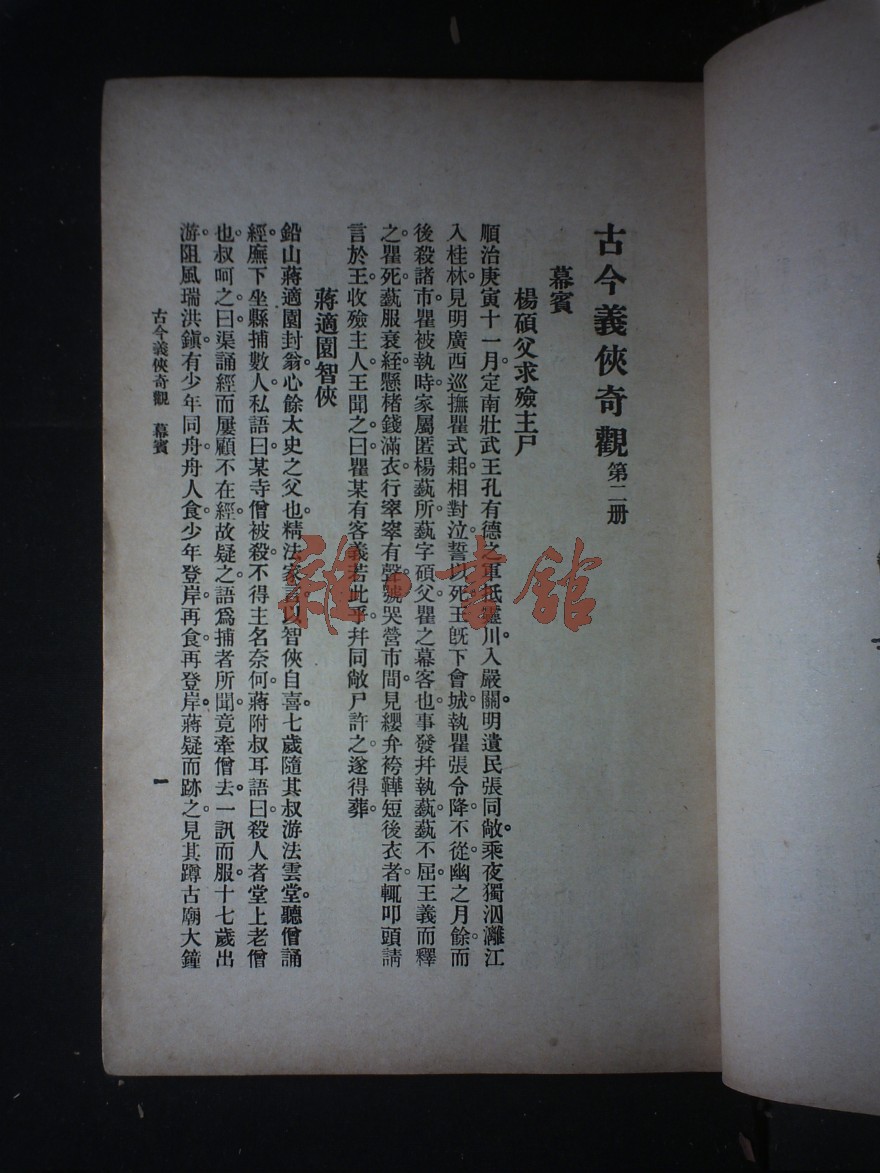 古今義俠奇觀 第二册
幕賓
楊碩父求殮主尸
順治庚寅十一月。定南壯武王孔有德之軍抵靈川。入嚴關。明遺民張同敞。乘夜獨泅灕江
入桂林。見明廣西巡撫瞿式耜。相對泣。誓以死。王旣下會城。執瞿張。令降。不從。幽之月餘。而
後殺諸市。瞿被執時。家屬匿楊蓺所。蓺字碩父。瞿之幕客也。事發。幷執蓺。蓺不屈。王義而釋
之。瞿死。蓺服衰絰。懸楮錢滿衣。行窣窣有聲。號哭營市間。見纓弁袴鞾短後衣者。輒叩頭請
言於王。收殮主人。王聞之。曰。瞿某有客義若此乎。幷同敞尸許之。遂得葬。
蔣適園智俠
鉛山蔣適園封翁。心餘太史之父也。精法家言。以智俠自喜。七歲隨其叔游法雲堂。聽僧誦
經。廡下坐縣捕數人。私語曰。某寺僧被殺。不得主名。奈何。蔣附叔耳語曰。殺人者。堂上老僧
也。叔呵之。曰。渠誦經而屢顧。不在經。故疑之。語爲捕者所聞。竟牽僧去。一訊而服。十七歲出
游。阻風瑞洪鎭。有少年同舟。舟人食。少年登岸。再食再登岸。蔣疑而跡之。見其蹲古廟大鐘
古今義俠奇觀 幕賓
一
雜·書館